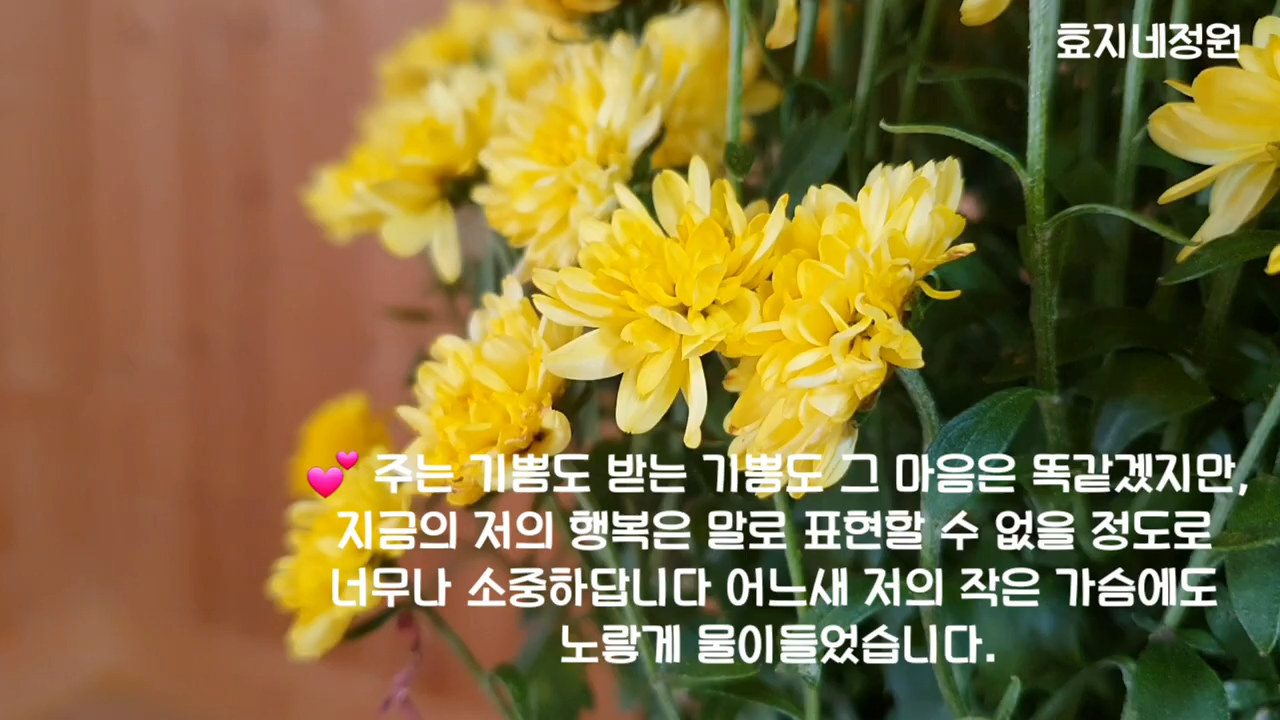 효지네정원
💕 주는 기쁨도 받는 기쁨도 그 마음은 똑같겠지만,
지금의 저의 행복은 말로 표현할 수 없을 정도로
너무나 소중하답니다 어느새 저의 작은 가슴에도
노랗게 물이들었습니다.